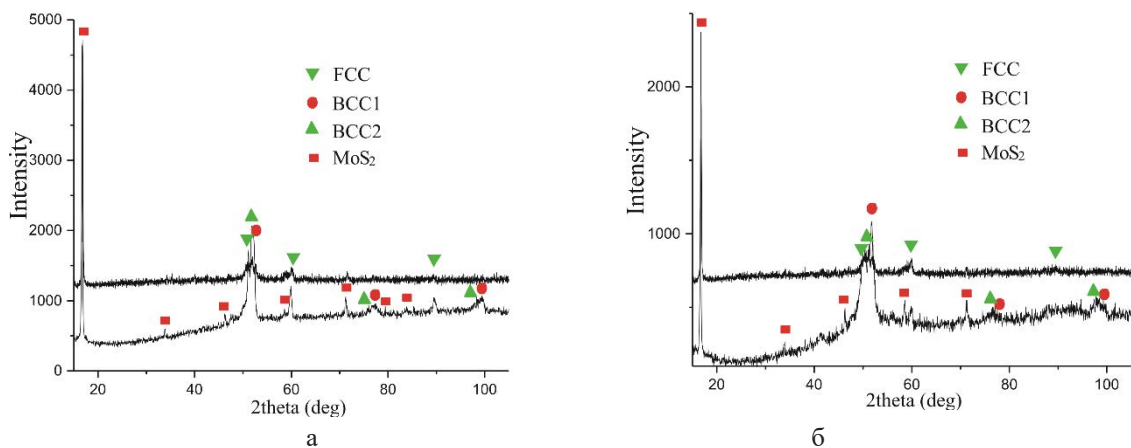 5000
4000
3000
2000
1000
0
Intensity
FCC
BCC1
BCC2
MoS₂
20 40 60 80 100
2theta (deg)
а
2000
1000
Intensity
FCC
BCC1
BCC2
MoS₂
20 40 60 80 100
2theta (deg)
б